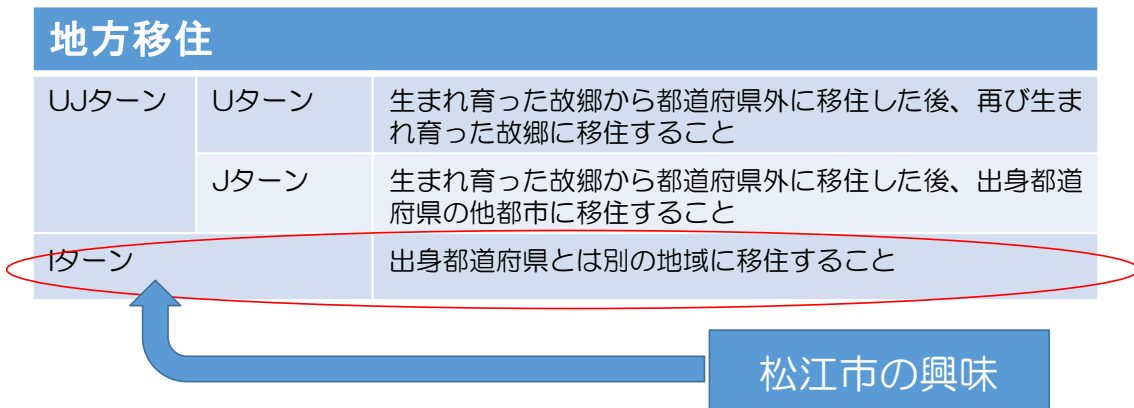 地方移住
UJターン
Uターン
生まれ育った故郷から都道府県外に移住した後、再び生ま
れ育った故郷に移住すること
Jターン
生まれ育った故郷から都道府県外に移住した後、出身都道
府県の他都市に移住すること
Iターン
出身都道府県とは別の地域に移住すること
松江市の興味